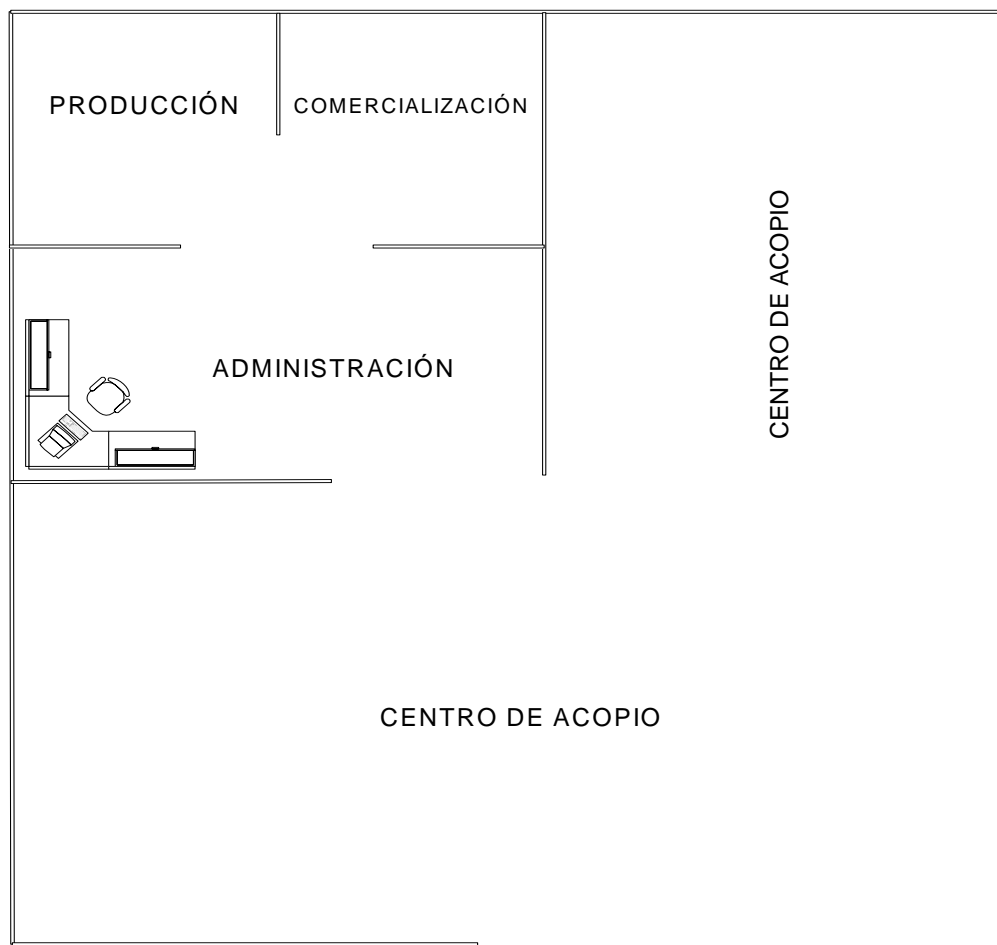 PRODUCCIÓN
COMERCIALIZACIÓN
CENTRO DE ACOPIO
ADMINISTRACIÓN
CENTRO DE ACOPIO